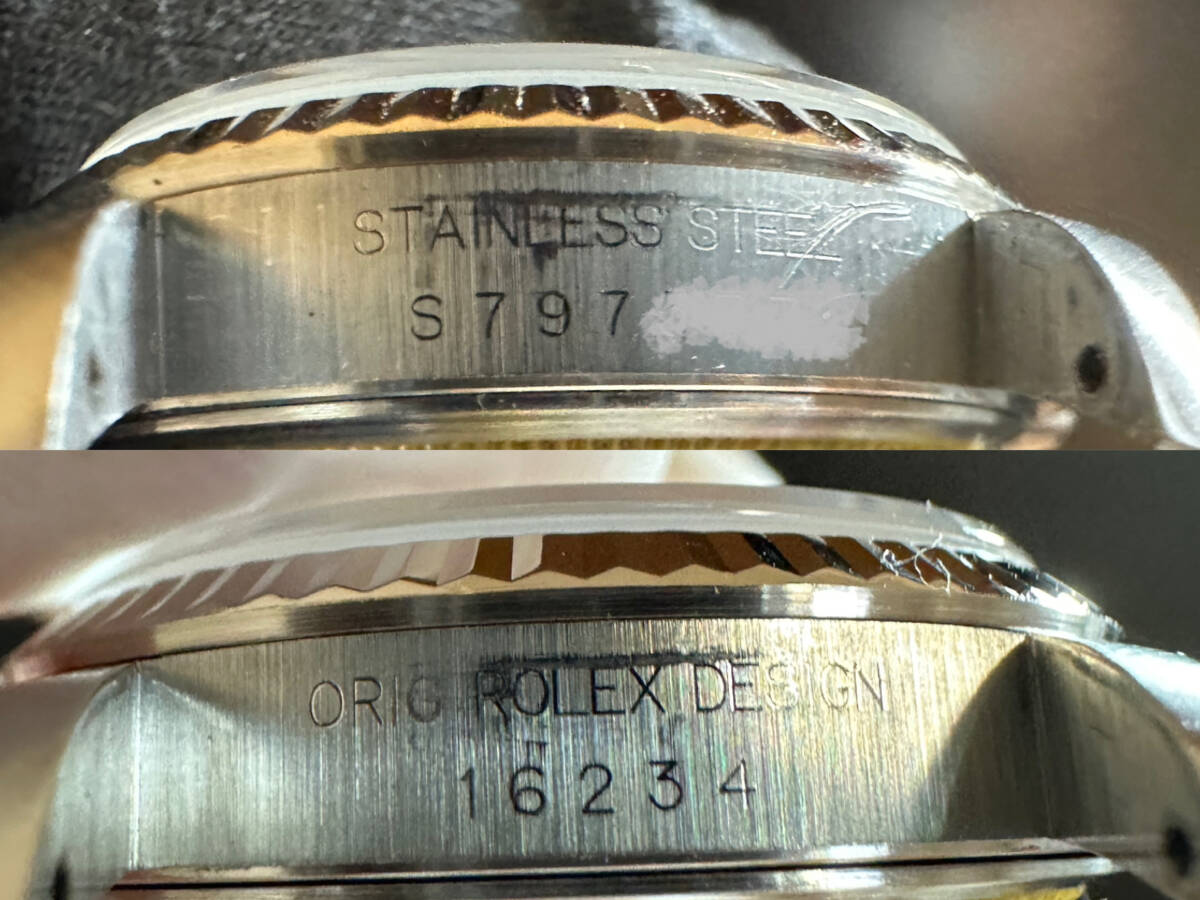 STAINLESS STEEL
S797
ORIG ROLEX DESIGN
16234